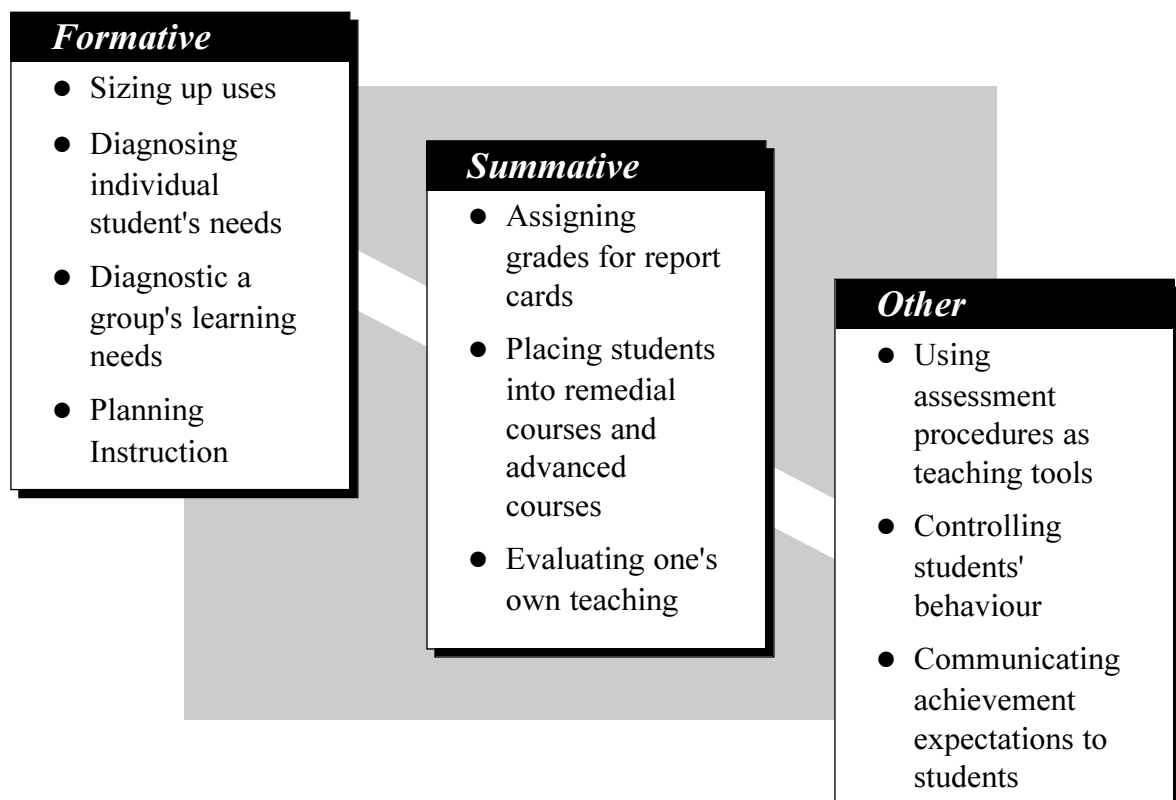 Formative
● Sizing up uses
● Diagnosing
individual
student's needs
● Diagnostic a
group's learning
needs
● Planning
Instruction
Summative
● Assigning
grades for report
cards
● Placing students
into remedial
courses and
advanced
courses
● Evaluating one's
own teaching
Other
● Using
assessment
procedures as
teaching tools
● Controlling
students'
behaviour
● Communicating
achievement
expectations to
students